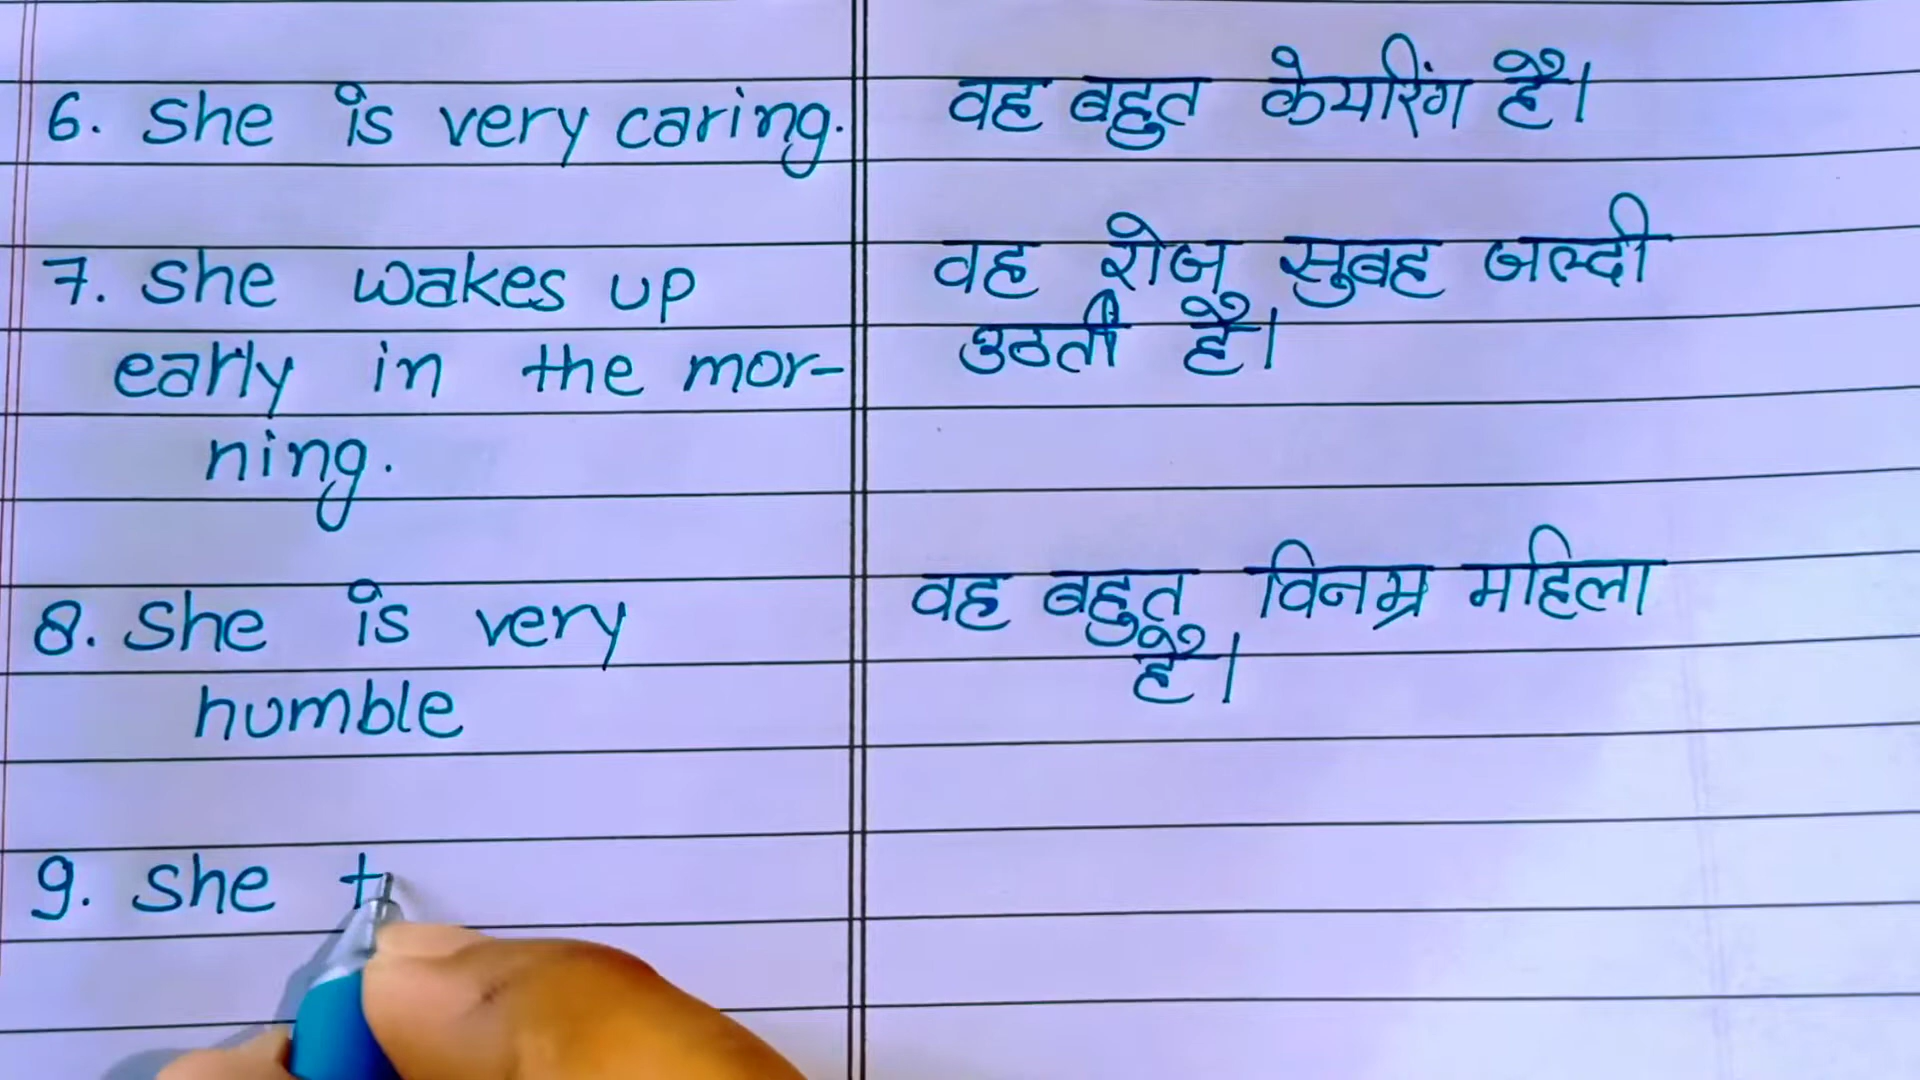 6. She is very caring.
वह बहुत केयरिंग है।
7. She wakes up
early in the mor-
ning.
वह रोज सुबह जल्दी
उठती है।
8. She is very
humble
वह बहुत विनम्र महिला
है।
9. She t